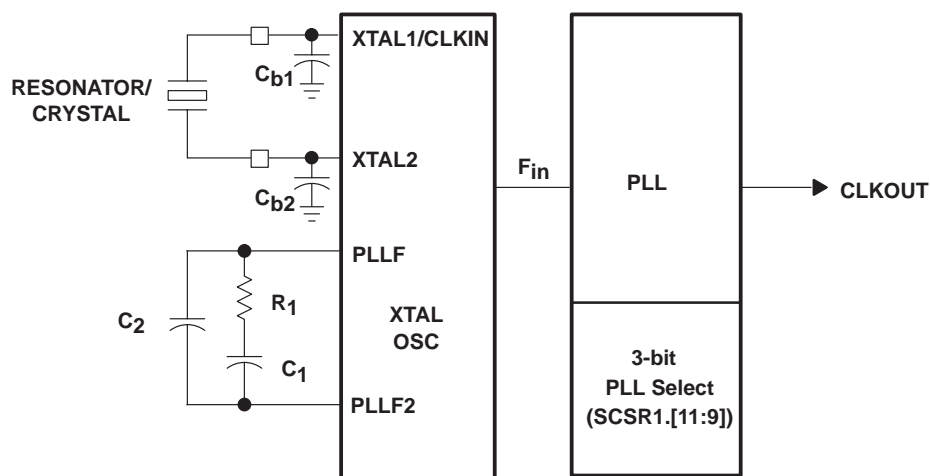 XTAL1/CLKIN
Cb1
RESONATOR/
CRYSTAL
XTAL2
Cb2
Fin
PLL
CLKOUT
PLLF
R1
C2
XTAL
OSC
C1
PLLF2
3-bit
PLL Select
(SCSR1.[11:9])